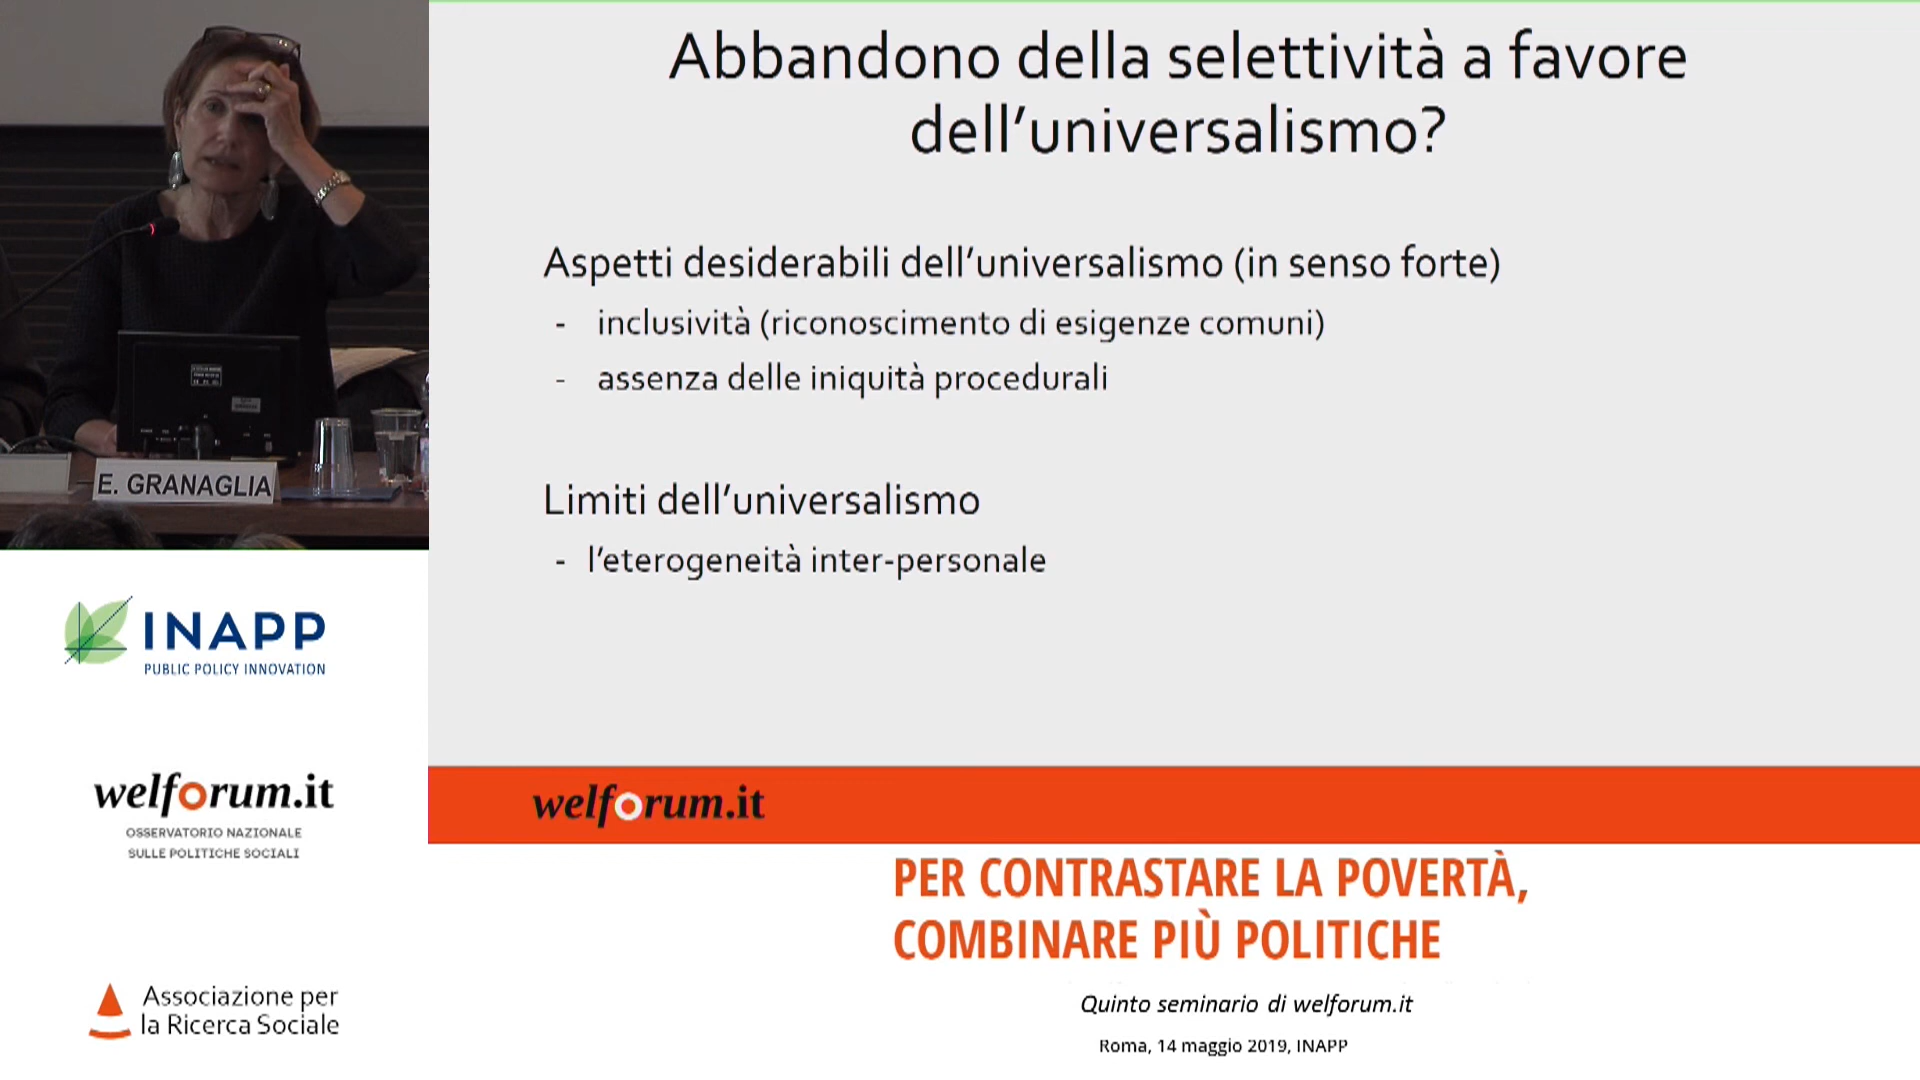 Abbandono della selettività a favore
dell'universalismo?
Aspetti desiderabili dell'universalismo (in senso forte)
- inclusività (riconoscimento di esigenze comuni)
- assenza delle iniquità procedurali
Limiti dell'universalismo
- l'eterogeneità inter-personale
E. GRANAGLIA
INAPP
PUBLIC POLICY INNOVATION
welforum.it
OSSERVATORIO NAZIONALE
SULLE POLITICHE SOCIALI
Associazione per
la Ricerca Sociale
welforum.it
PER CONTRASTARE LA POVERTÀ,
COMBINARE PIÙ POLITICHE
Quinto seminario di welforum.it
Roma, 14 maggio 2019, INAPP